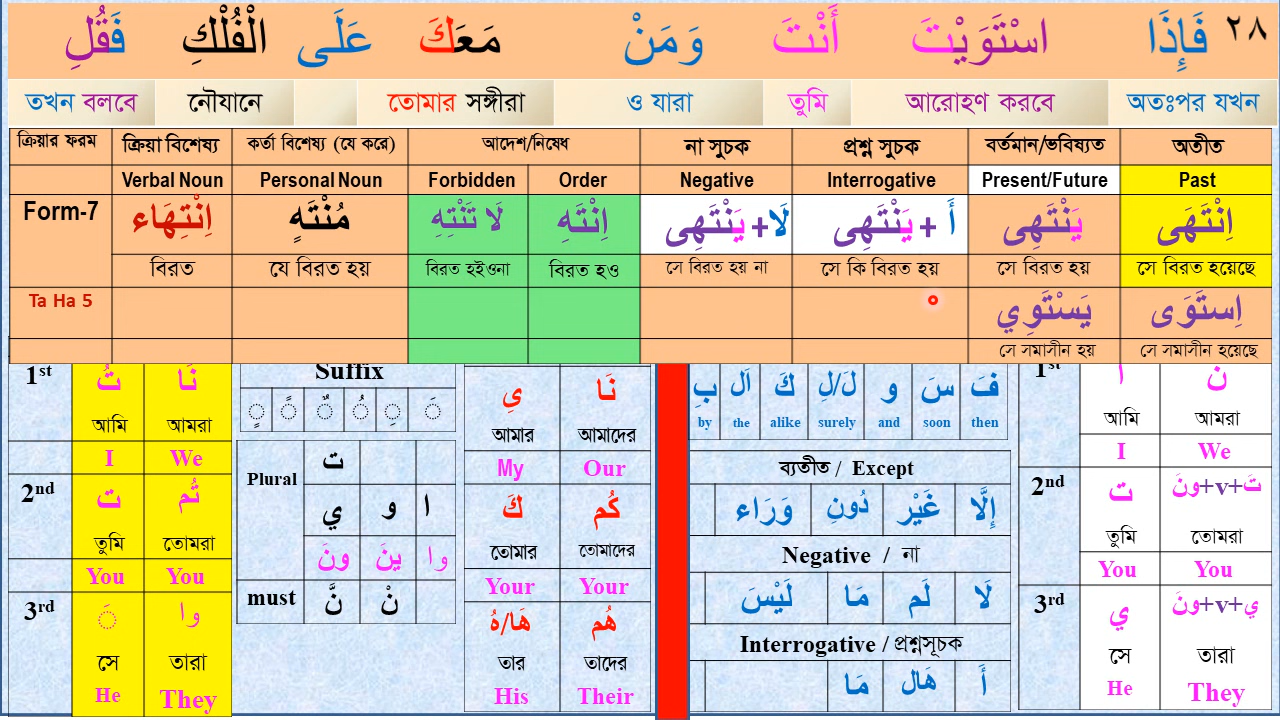 ٢٨ فَإِذَا اسْتَوَيْتَ أَنْتَ وَمَنْ مَعَكَ عَلَى الْفُلْكِ فَقُلِ
তখন বলবে নৌযানে তোমার সঙ্গীরা ও যারা তুমি আরোহণ করবে অতঃপর যখন
ক্রিয়ার ফরম ক্রিয়া বিশেষ্য কর্তা বিশেষ্য (যে করে) আদেশ/নিষেধ না সুচক প্রশ্ন সুচক বর্তমান/ভবিষ্যত অতীত
Verbal Noun Personal Noun Forbidden Order Negative Interrogative Present/Future Past
Form-7 اِنْتِهَاء مُنْتَهٍ لَا تَنْتِهِ اِنْتَهِ لَا+ يَنْتَهِى أَ + يَنْتَهِى يَنْتَهِى اِنْتَهَى
বিরত যে বিরত হয় বিরত হইওনা বিরত হও সে বিরত হয় না সে কি বিরত হয় সে বিরত হয় সে বিরত হয়েছে
Ta Ha 5 يَسْتَوِي اِستَوَى
সে সমাসীন হয় সে সমাসীন হয়েছে
1st تُ نَا
আমি আমরা
I We
2nd ت تُم
তুমি তোমরা
You You
3rd َ وا
সে তারা
He They
Suffix
ٍ ً ٌ ُ ِ َ
Plural ت
ي و ا
ونَ ينَ وا
must نَّ نْ
ي نَا
আমার আমাদের
My Our
كَ كُم
তোমার তোমাদের
Your Your
هَا/هُ هُم
তার তাদের
His Their
بِ اَل كَ لَ/لِ و سَ فَ
by the alike surely and soon then
ব্যতীত / Except
وَرَاء دُونِ غَيْر إِلَّا
Negative / না
لَيْسَ مَا لَم لَا
Interrogative / প্রশ্নসূচক
مَا هَال أَ
1st أ ن
আমি আমরা
I We
2nd ت تَ+v+ونَ
তুমি তোমরা
You You
3rd ي ي+v+ونَ
সে তারা
He They